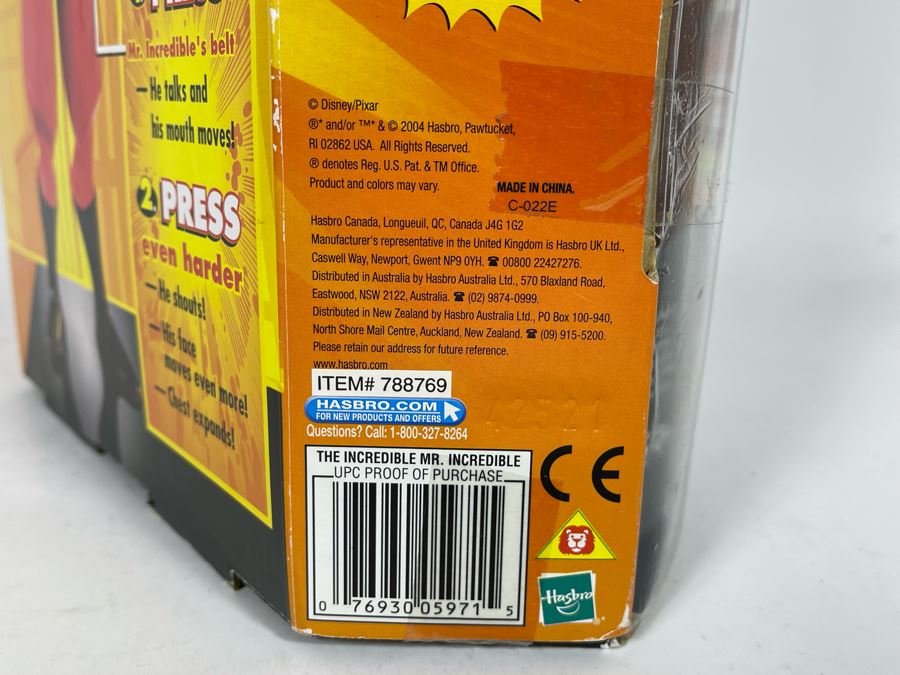 PRESS
Mr. Incredible's belt
— He talks and
his mouth moves!
2. PRESS
even harder
— He shouts!
— His face
moves even more!
— Chest expands!
© Disney/Pixar
®* and/or ™* & © 2004 Hasbro, Pawtucket,
RI 02862 USA. All Rights Reserved.
® denotes Reg. U.S. Pat. & TM Office.
Product and colors may vary.
MADE IN CHINA.
C-022E
Hasbro Canada, Longueuil, QC, Canada J4G 1G2
Manufacturer's representative in the United Kingdom is Hasbro UK Ltd.,
Caswell Way, Newport, Gwent NP9 0YH. ☎ 00800 22427276.
Distributed in Australia by Hasbro Australia Ltd., 570 Blaxland Road,
Eastwood, NSW 2122, Australia. ☎ (02) 9874-0999.
Distributed in New Zealand by Hasbro Australia Ltd., PO Box 100-940,
North Shore Mail Centre, Auckland, New Zealand. ☎ (09) 915-5200.
Please retain our address for future reference.
www.hasbro.com
ITEM# 788769
HASBRO.COM
FOR NEW PRODUCTS AND OFFERS
Questions? Call: 1-800-327-8264
THE INCREDIBLE MR. INCREDIBLE
UPC PROOF OF PURCHASE
0 76930 05971 5
CE
Hasbro